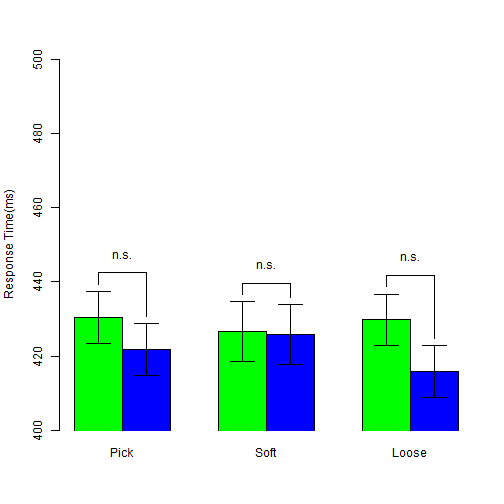 500
480
460
440
420
400
Response Time(ms)
n.s.
n.s.
n.s.
Pick
Soft
Loose